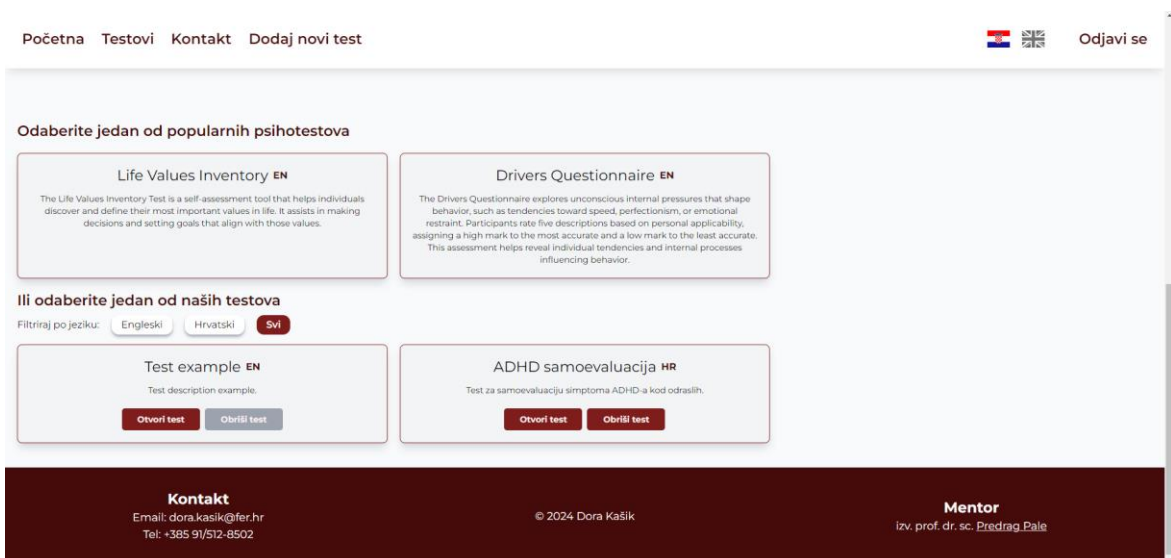 Početna Testovi Kontakt Dodaj novi test Odjavi se
Odaberite jedan od popularnih psihotestova
Life Values Inventory EN
The Life Values Inventory Test is a self-assessment tool that helps individuals
discover and define their most important values in life. It assists in making
decisions and setting goals that align with those values.
Drivers Questionnaire EN
The Drivers Questionnaire explores unconscious internal pressures that shape
behavior, such as tendencies toward speed, perfectionism, or emotional
restraint. Participants rate five descriptions based on personal applicability,
assigning a high mark to the most accurate and a low mark to the least accurate.
This assessment helps reveal individual tendencies and internal processes
influencing behavior.
Ili odaberite jedan od naših testova
Filtriraj po jeziku: Engleski Hrvatski Svi
Test example EN
Test description example.
Otvori test Obriši test
ADHD samoevaluacija HR
Test za samoevaluaciju simptoma ADHD-a kod odraslih.
Otvori test Obriši test
Kontakt
Email: dora.kasik@fer.hr
Tel: +385 91/512-8502
© 2024 Dora Kašik
Mentor
izv. prof. dr. sc. Predrag Pale